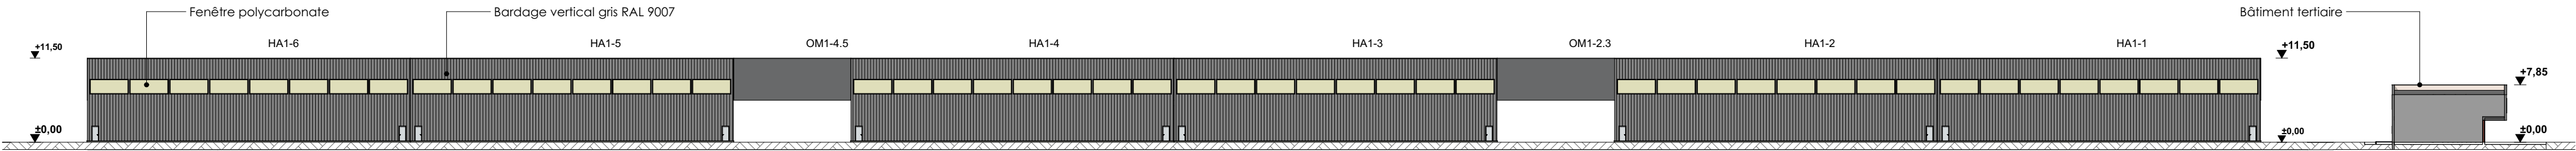 Fenêtre polycarbonate
Bardage vertical gris RAL 9007
Bâtiment tertiaire
+11,50
HA1-6
HA1-5
OM1-4.5
HA1-4
HA1-3
OM1-2.3
HA1-2
HA1-1
+11,50
+7,85
±0,00
±0,00
±0,00